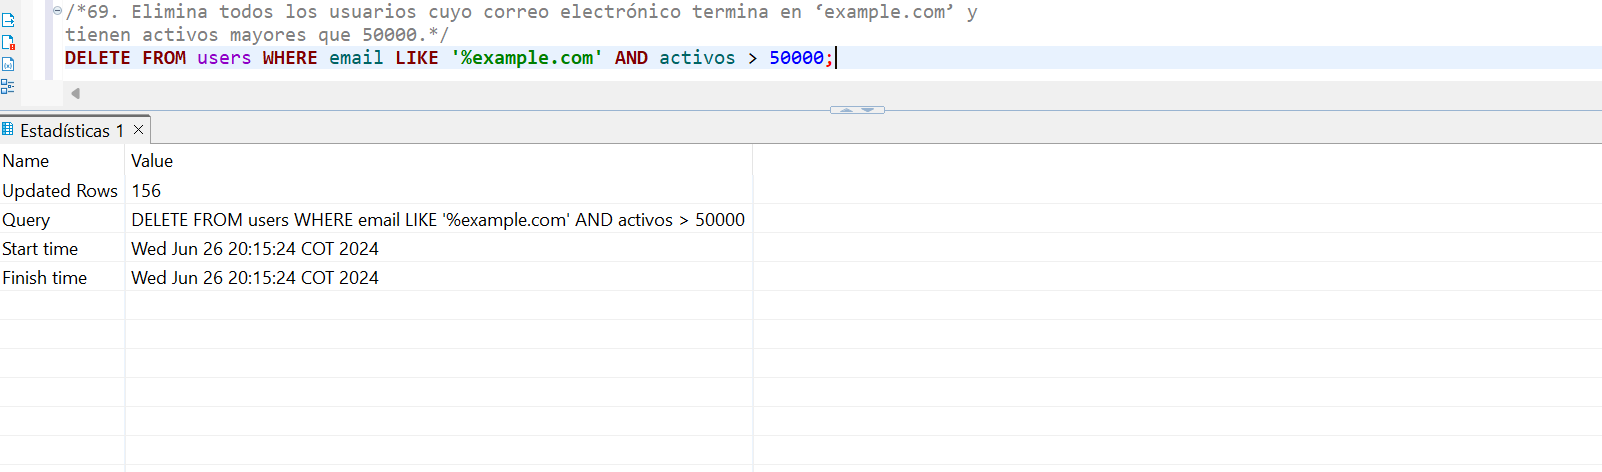 /*69. Elimina todos los usuarios cuyo correo electrónico termina en ‘example.com’ y
tienen activos mayores que 50000.*/
DELETE FROM users WHERE email LIKE '%example.com' AND activos > 50000;
Estadísticas 1
Name Value
Updated Rows 156
Query DELETE FROM users WHERE email LIKE '%example.com' AND activos > 50000
Start time Wed Jun 26 20:15:24 COT 2024
Finish time Wed Jun 26 20:15:24 COT 2024